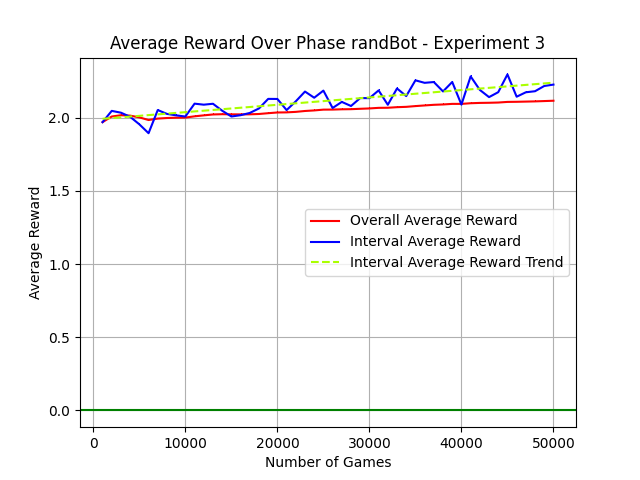 Average Reward Over Phase randBot - Experiment 3
Average Reward
2.0
1.5
1.0
0.5
0.0
Overall Average Reward
Interval Average Reward
Interval Average Reward Trend
0 10000 20000 30000 40000 50000
Number of Games